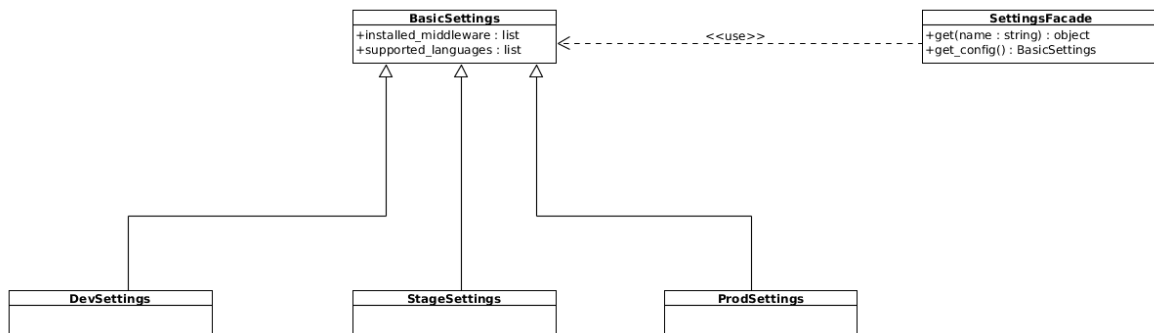 BasicSettings
+installed_middleware : list
+supported_languages : list
<<use>>
SettingsFacade
+get(name : string) : object
+get_config() : BasicSettings
DevSettings
StageSettings
ProdSettings